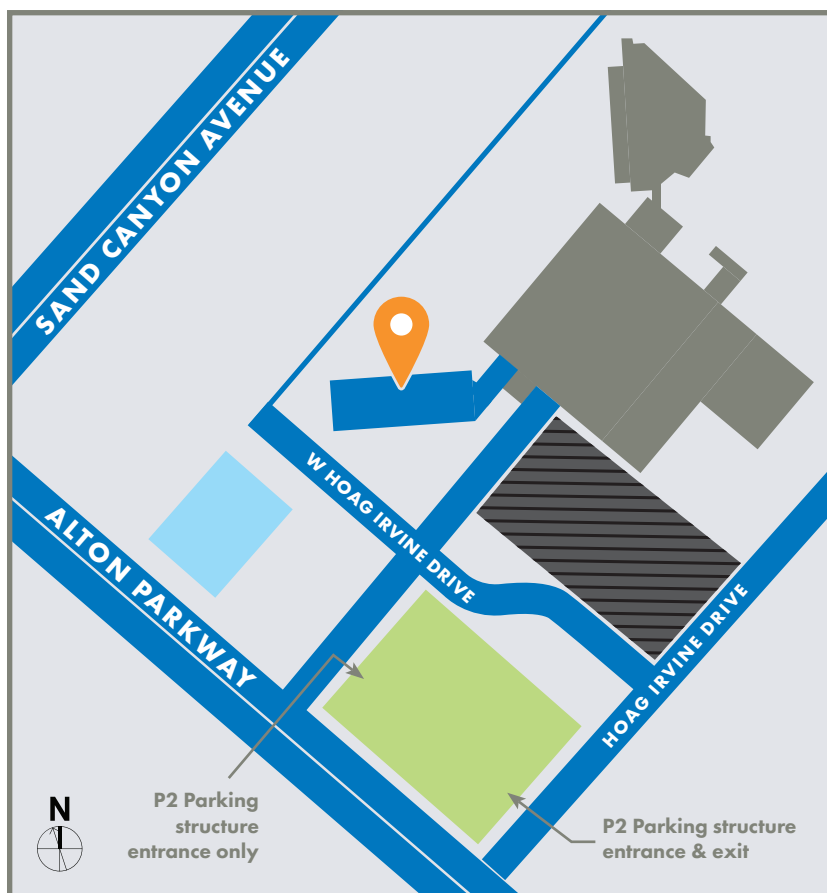 SAND CANYON AVENUE
W HOAG IRVINE DRIVE
ALTON PARKWAY
HOAG IRVINE DRIVE
N
P2 Parking
structure
entrance only
P2 Parking structure
entrance & exit